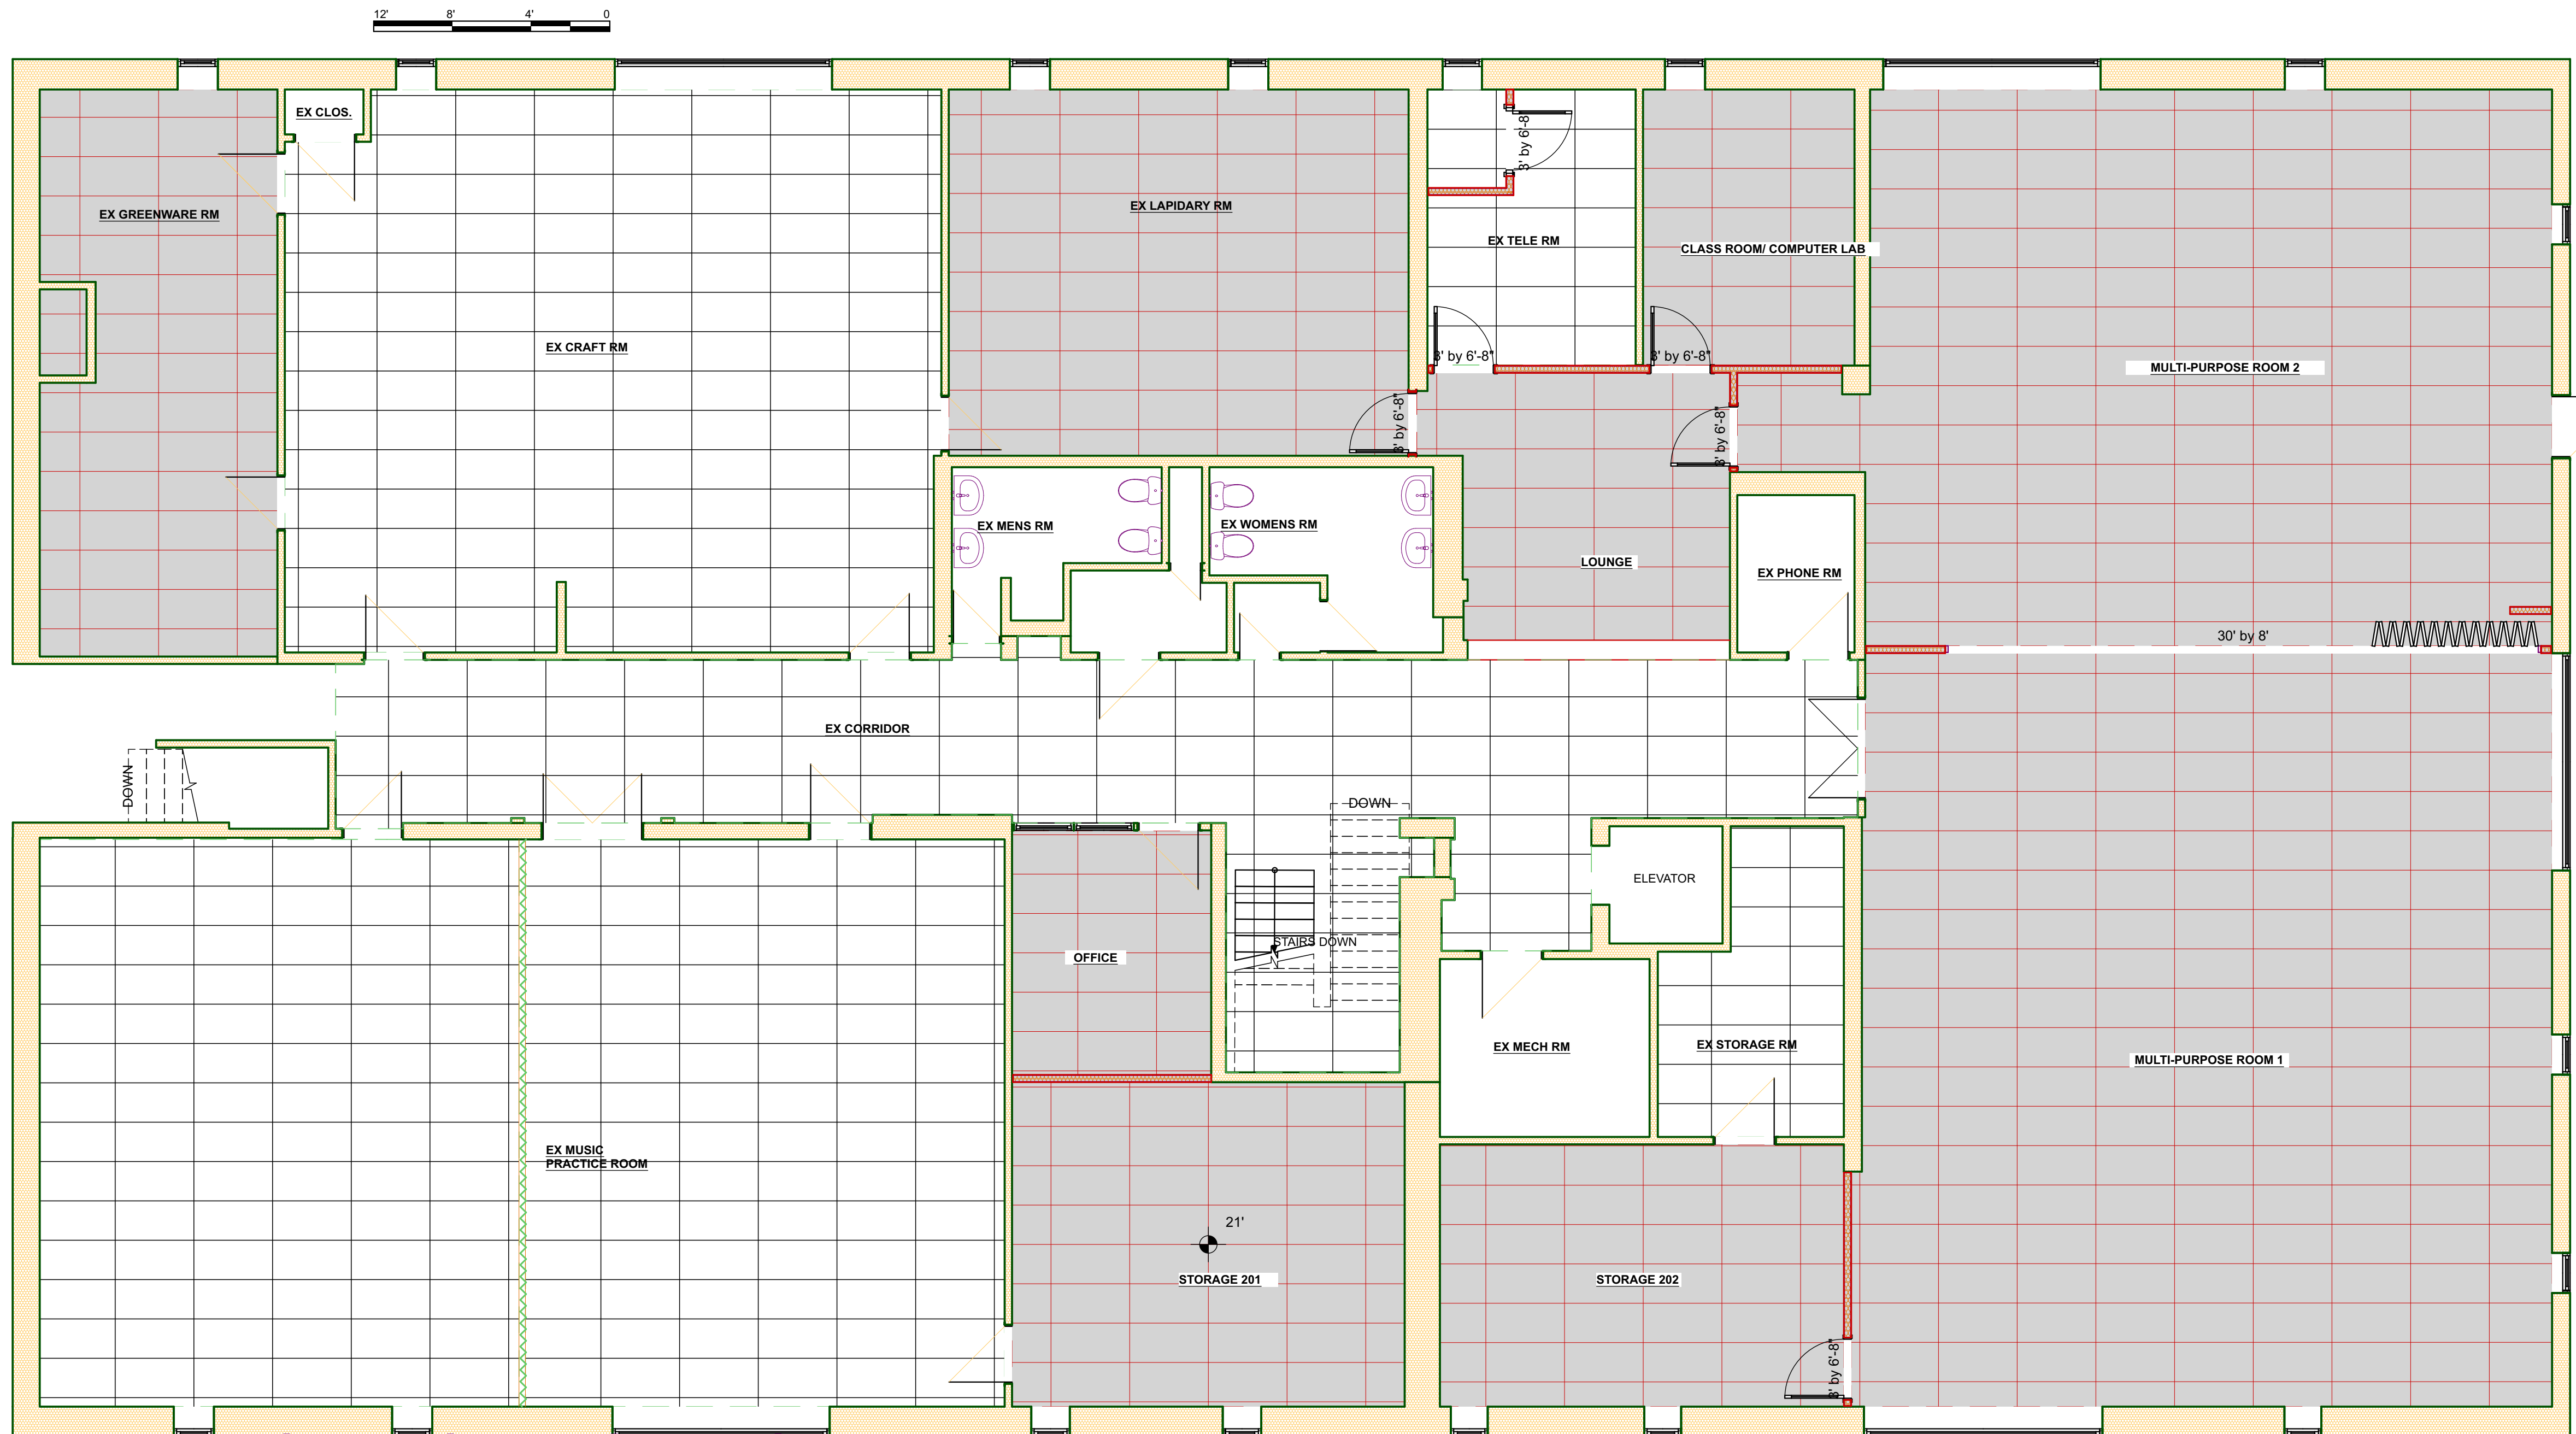 12' 8' 4' 0
EX CLOS.
EX GREENWARE RM
EX CRAFT RM
EX LAPIDARY RM
3' by 6'-8"
EX TELE RM
CLASS ROOM/ COMPUTER LAB
3' by 6'-8"
3' by 6'-8"
MULTI-PURPOSE ROOM 2
3' by 6'-8"
3' by 6'-8"
EX MENS RM
EX WOMENS RM
LOUNGE
EX PHONE RM
30' by 8'
EX CORRIDOR
DOWN
DOWN
ELEVATOR
STAIRS DOWN
OFFICE
EX MECH RM
EX STORAGE RM
MULTI-PURPOSE ROOM 1
EX MUSIC
PRACTICE ROOM
21'
STORAGE 201
STORAGE 202
3' by 6'-8"